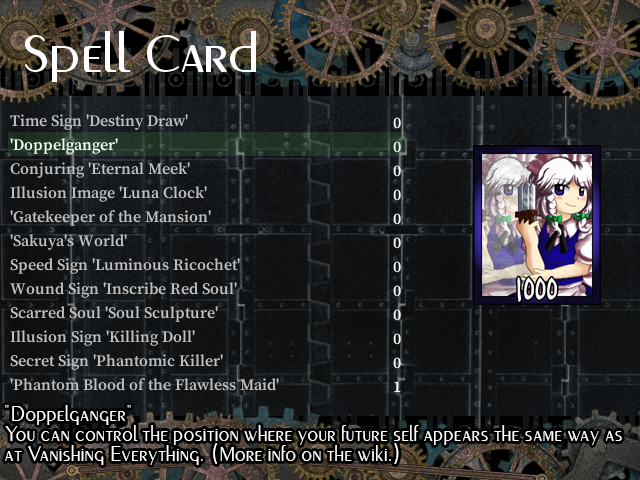 Spell Card
Time Sign 'Destiny Draw' 0
'Doppelganger' 0
Conjuring 'Eternal Meek' 0
Illusion Image 'Luna Clock' 0
'Gatekeeper of the Mansion' 0
'Sakuya's World' 0
Speed Sign 'Luminous Ricochet' 0
Wound Sign 'Inscribe Red Soul' 0
Scarred Soul 'Soul Sculpture' 0
Illusion Sign 'Killing Doll' 0
Secret Sign 'Phantomic Killer' 0
'Phantom Blood of the Flawless Maid' 1
1000
"Doppelganger"
You can control the position where your future self appears the same way as
at Vanishing Everything. (More info on the wiki.)